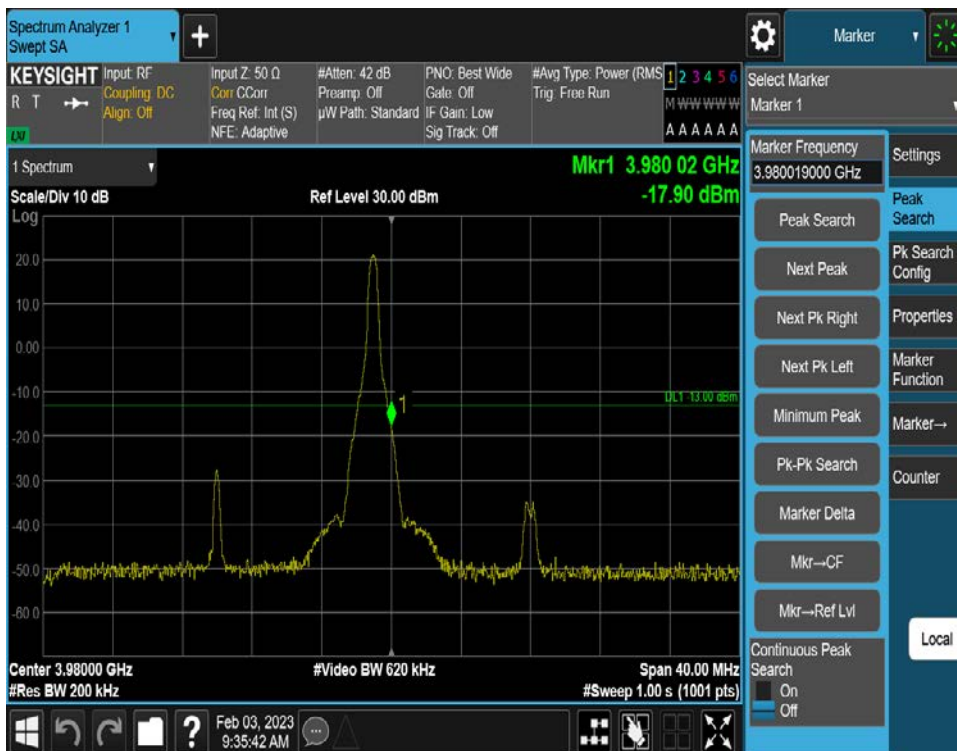 Spectrum Analyzer 1
Swept SA
+
Marker
KEYSIGHT
R T
LXI
Input: RF
Coupling: DC
Align: Off
Input Z: 50 Ω
Corr CCorr
Freq Ref: Int (S)
NFE: Adaptive
#Atten: 42 dB
Preamp: Off
µW Path: Standard
PNO: Best Wide
Gate: Off
IF Gain: Low
Sig Track: Off
#Avg Type: Power (RMS
Trig: Free Run
1 2 3 4 5 6
M W W W W W
A A A A A A
Select Marker
Marker 1
1 Spectrum
Scale/Div 10 dB
Log
Ref Level 30.00 dBm
Mkr1 3.980 02 GHz
-17.90 dBm
20.0
10.0
0.00
-10.0
-20.0
-30.0
-40.0
-50.0
-60.0
1
DL1 -13.00 dBm
Center 3.98000 GHz
#Res BW 200 kHz
#Video BW 620 kHz
Span 40.00 MHz
#Sweep 1.00 s (1001 pts)
Marker Frequency
3.980019000 GHz
Peak Search
Next Peak
Next Pk Right
Next Pk Left
Minimum Peak
Pk-Pk Search
Marker Delta
Mkr→CF
Mkr→Ref Lvl
Continuous Peak
Search
On
Off
Settings
Peak
Search
Pk Search
Config
Properties
Marker
Function
Marker→
Counter
Local
?
Feb 03, 2023
9:35:42 AM